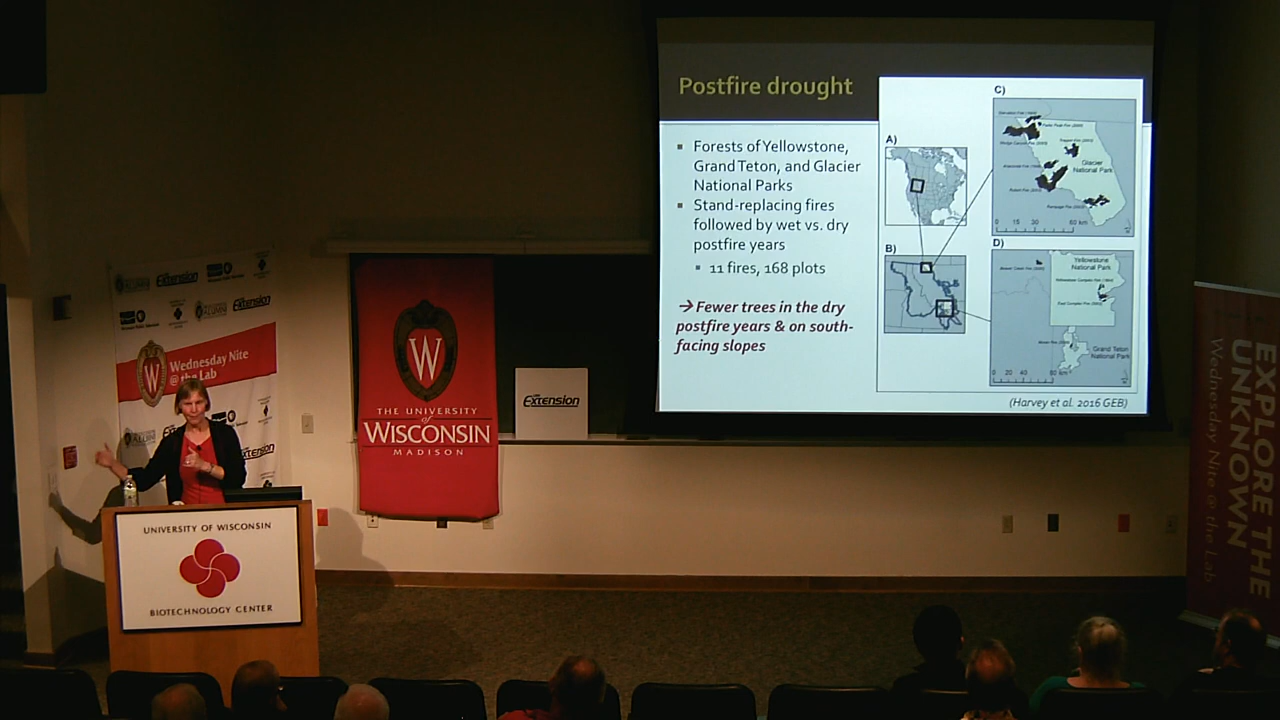 Postfire drought
Forests of Yellowstone,
Grand Teton, and Glacier
National Parks
Stand-replacing fires
followed by wet vs. dry
postfire years
11 fires, 168 plots
→ Fewer trees in the dry
postfire years & on south-
facing slopes
A)
B)
C)
Glacier
National Park
0 15 30 60 km
D)
Yellowstone
National Park
Grand Teton
National Park
0 20 40 80 km
(Harvey et al. 2016 GEB)
Extension
Extension
Wednesday Nite
@ the Lab
Extension
THE UNIVERSITY
of
WISCONSIN
MADISON
W
W
Extension
UNIVERSITY OF WISCONSIN
BIOTECHNOLOGY CENTER
EXPLORE THE
UNKNOWN
Wednesday Nite @ the Lab